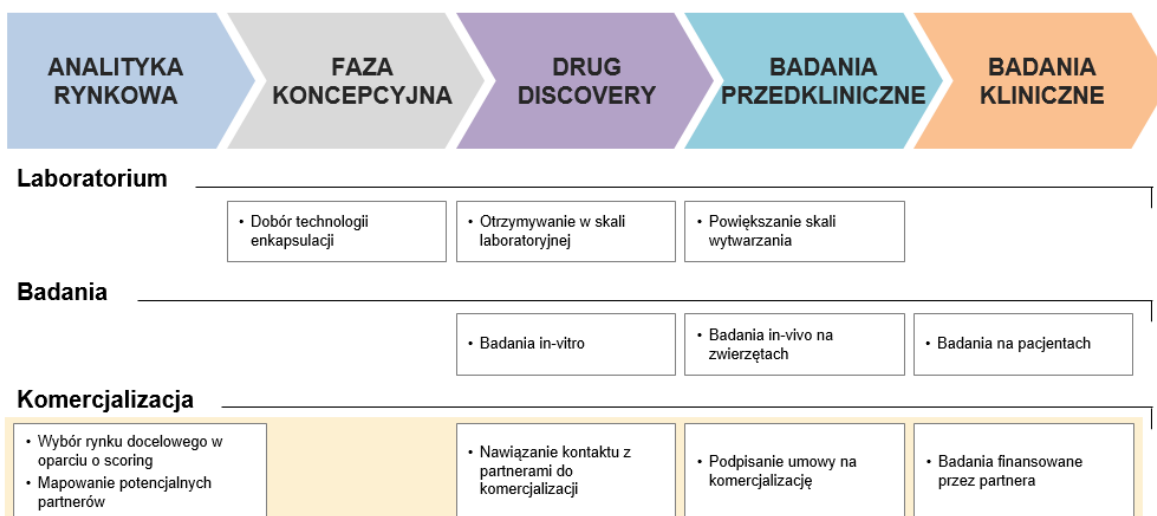 ANALITYKA
RYNKOWA
FAZA
KONCEPCYJNA
DRUG
DISCOVERY
BADANIA
PRZEDKLINICZNE
BADANIA
KLINICZNE
Laboratorium
• Dobór technologii
enkapsulacji
• Otrzymywanie w skali
laboratoryjnej
• Powiększanie skali
wytwarzania
Badania
• Badania in-vitro
• Badania in-vivo na
zwierzętach
• Badania na pacjentach
Komercjalizacja
• Wybór rynku docelowego w
oparciu o scoring
• Mapowanie potencjalnych
partnerów
• Nawiązanie kontaktu z
partnerami do
komercjalizacji
• Podpisanie umowy na
komercjalizację
• Badania finansowane
przez partnera